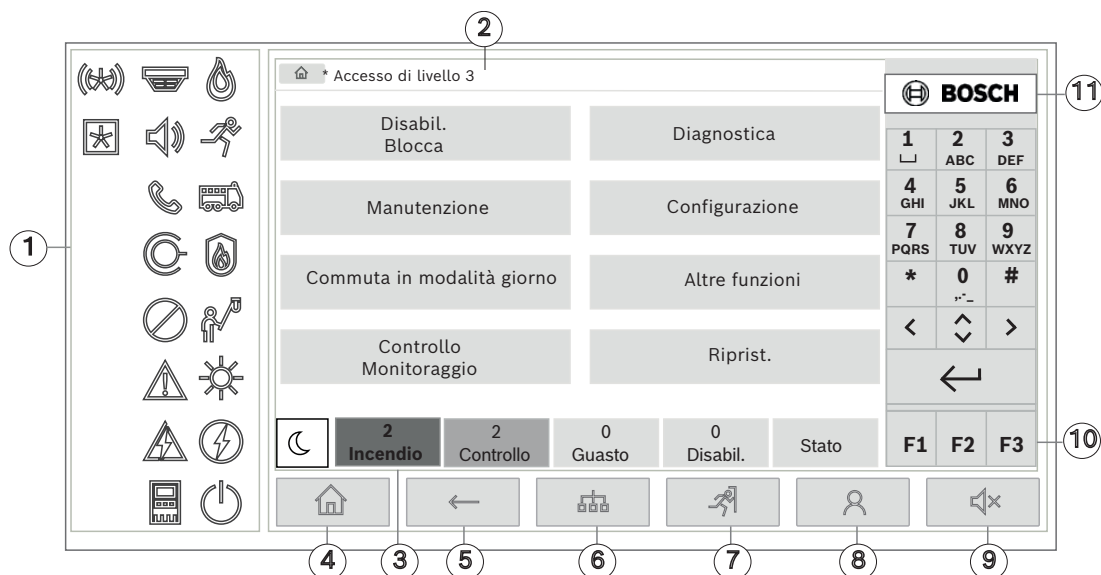 2
* Accesso di livello 3
BOSCH
11
Disabil.
Blocca
Diagnostica
1 2 3
ABC DEF
Manutenzione
Configurazione
4 5 6
GHI JKL MNO
1
7 8 9
PQRS TUV WXYZ
Commuta in modalità giorno
Altre funzioni
* 0 #
,.-_
< >
Controllo
Monitoraggio
Riprist.
2 2 0 0
Incendio Controllo Guasto Disabil. Stato
F1 F2 F3
10
4 3 5 6 7 8 9